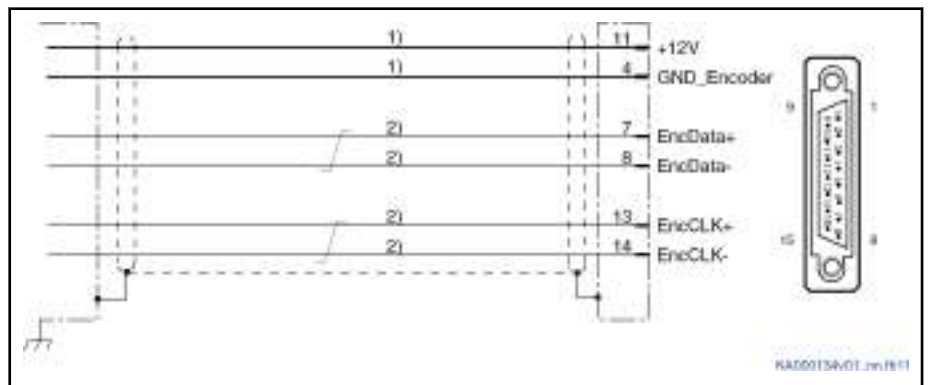 1) 11 +12V
1) 4 GND_Encoder
2) 7 EncData+
2) 8 EncData-
2) 13 EncCLK+
2) 14 EncCLK-
9 1
15 8